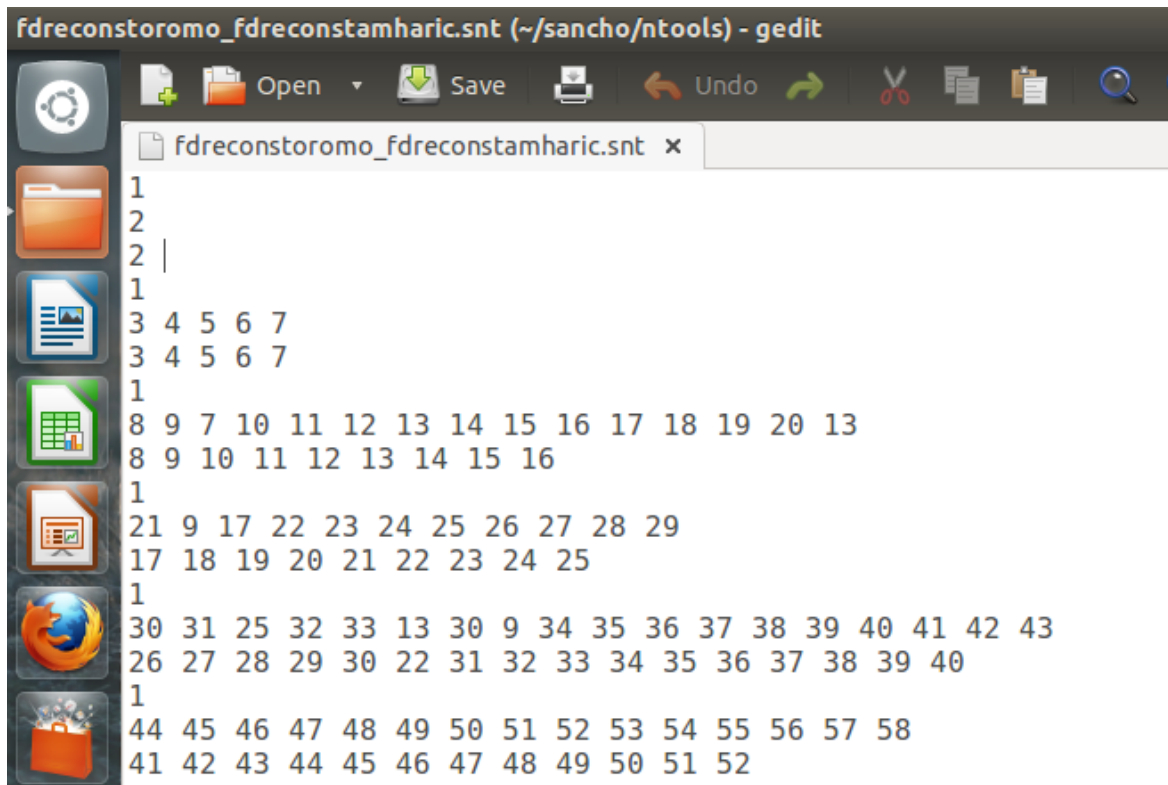 fdreconstoromo_fdreconstamharic.snt (~/sancho/ntools) - gedit
Open Save Undo
fdreconstoromo_fdreconstamharic.snt ×
1
2
2
1
3 4 5 6 7
3 4 5 6 7
1
8 9 7 10 11 12 13 14 15 16 17 18 19 20 13
8 9 10 11 12 13 14 15 16
1
21 9 17 22 23 24 25 26 27 28 29
17 18 19 20 21 22 23 24 25
1
30 31 25 32 33 13 30 9 34 35 36 37 38 39 40 41 42 43
26 27 28 29 30 22 31 32 33 34 35 36 37 38 39 40
1
44 45 46 47 48 49 50 51 52 53 54 55 56 57 58
41 42 43 44 45 46 47 48 49 50 51 52